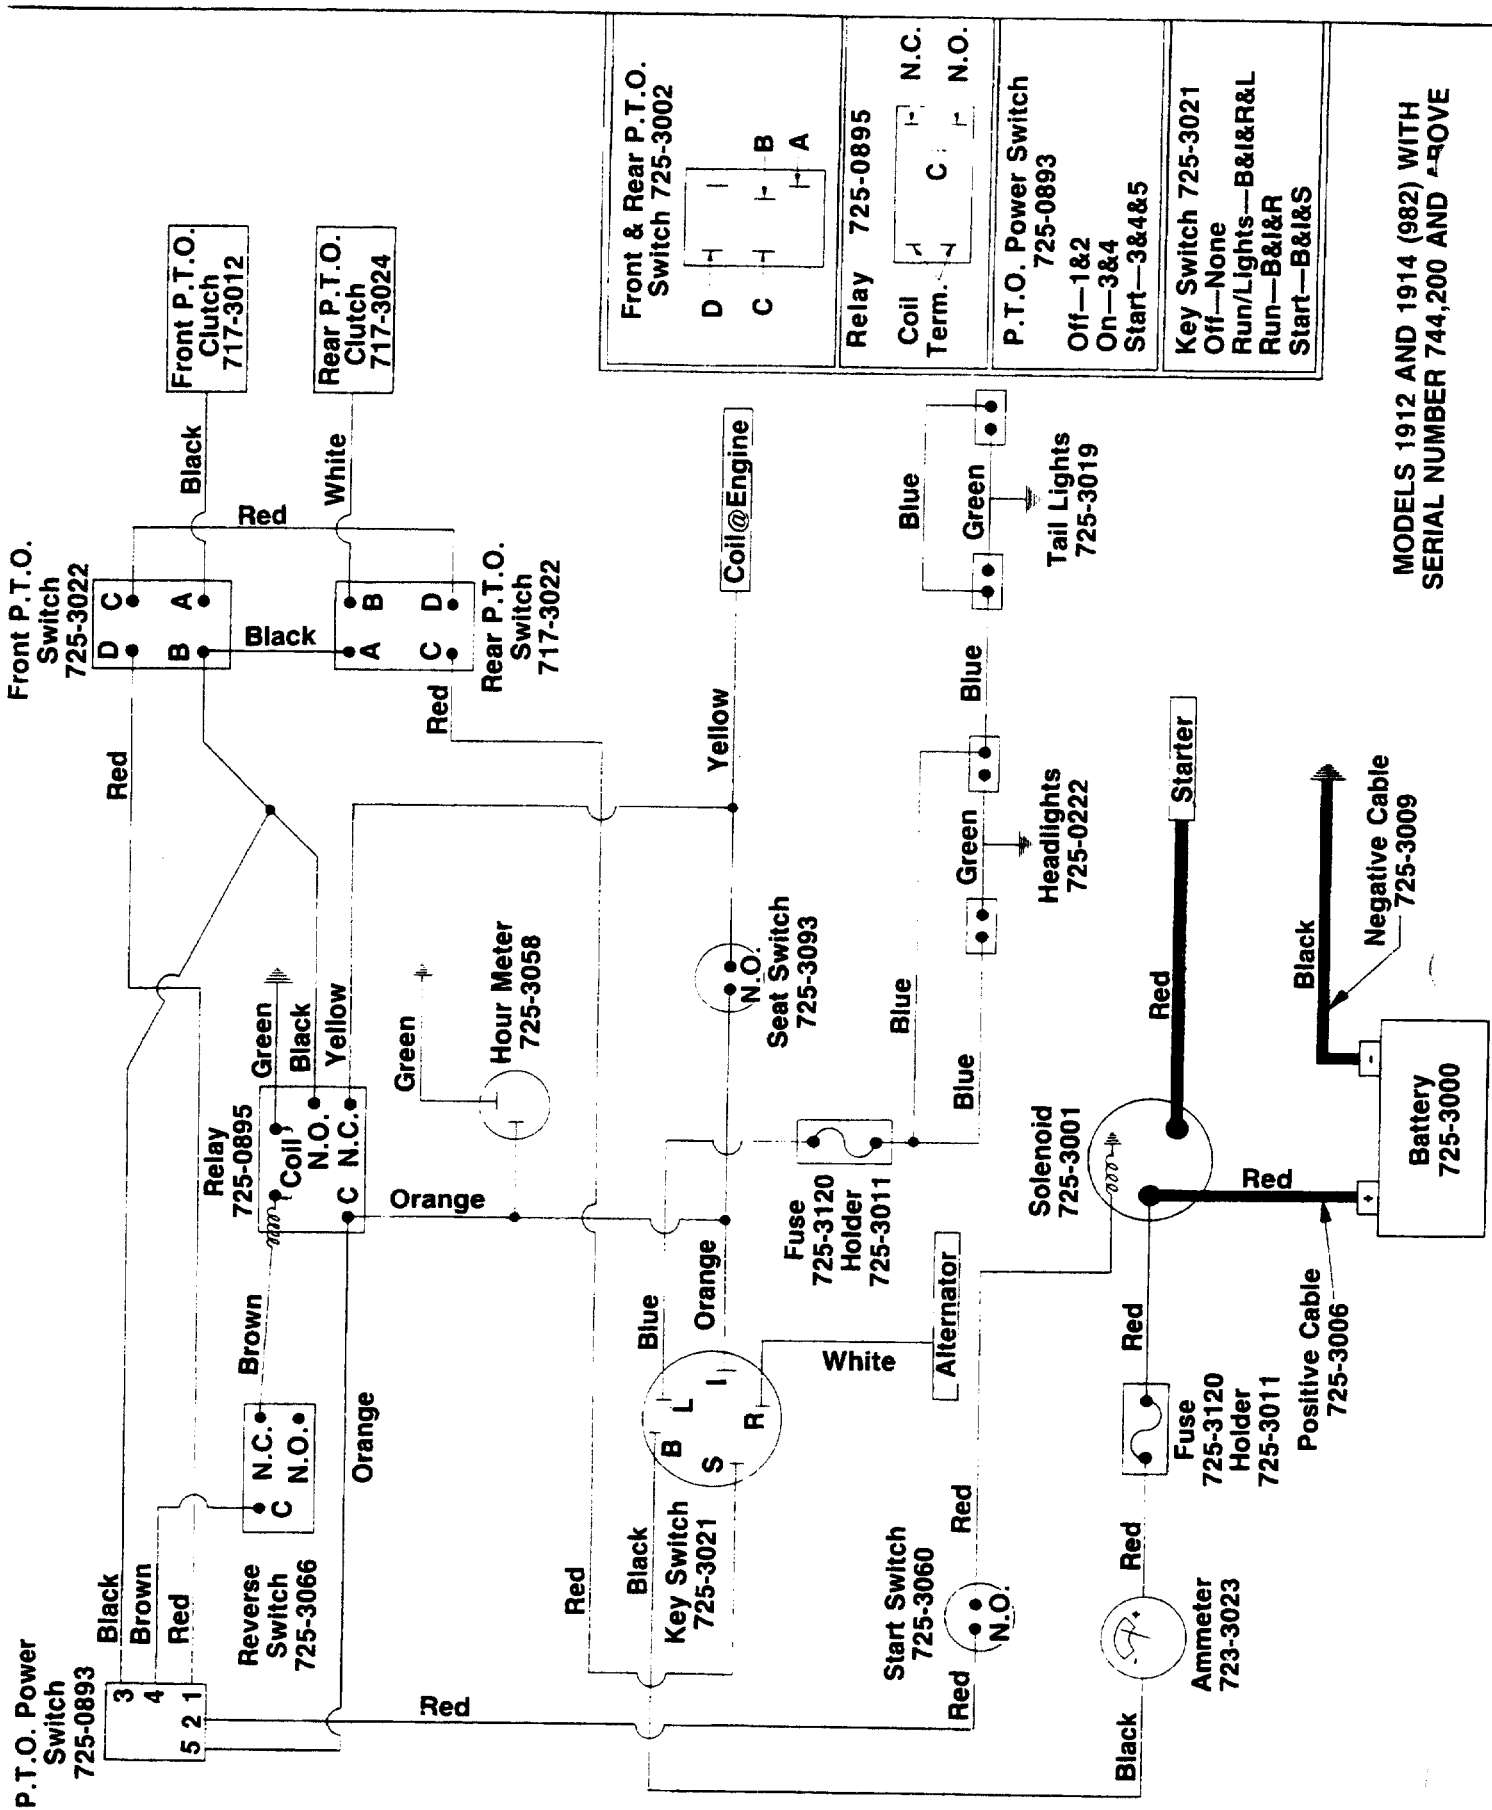 P.T.O. Power
Switch
725-0893
3
4
1
2
5
Black
Brown
Red
Reverse
Switch
725-3066
C
N.C.
N.O.
Brown
Orange
Relay
725-0895
Coil
N.O.
N.C.
C
Green
Black
Yellow
Orange
Red
Front P.T.O.
Switch
725-3022
D
C
B
A
Black
Red
A
B
C
D
Rear P.T.O.
Switch
717-3022
Red
Black
White
Front P.T.O.
Clutch
717-3012
Rear P.T.O.
Clutch
717-3024
Green
Hour Meter
725-3058
Red
Black
Key Switch
725-3021
B
L
I
S
R
Blue
Orange
N.O.
Seat Switch
725-3093
Yellow
Coil@Engine
Red
White
Alternator
Fuse
725-3120
Holder
725-3011
Blue
Blue
Green
Headlights
725-0222
Blue
Blue
Green
Tail Lights
725-3019
Start Switch
725-3060
N.O.
Red
Red
Solenoid
725-3001
Red
Starter
Black
Ammeter
723-3023
-
+
Red
Fuse
725-3120
Holder
725-3011
Red
Positive Cable
725-3006
Red
Battery
725-3000
+
-
Black
Negative Cable
725-3009
Front & Rear P.T.O.
Switch 725-3002
D
C
B
A
Relay 725-0895
Coil
Term.
C
N.C.
N.O.
P.T.O. Power Switch
725-0893
Off—1&2
On—3&4
Start—3&4&5
Key Switch 725-3021
Off—None
Run/Lights—B&I&R&L
Run—B&I&R
Start—B&I&S
MODELS 1912 AND 1914 (982) WITH
SERIAL NUMBER 744,200 AND ABOVE